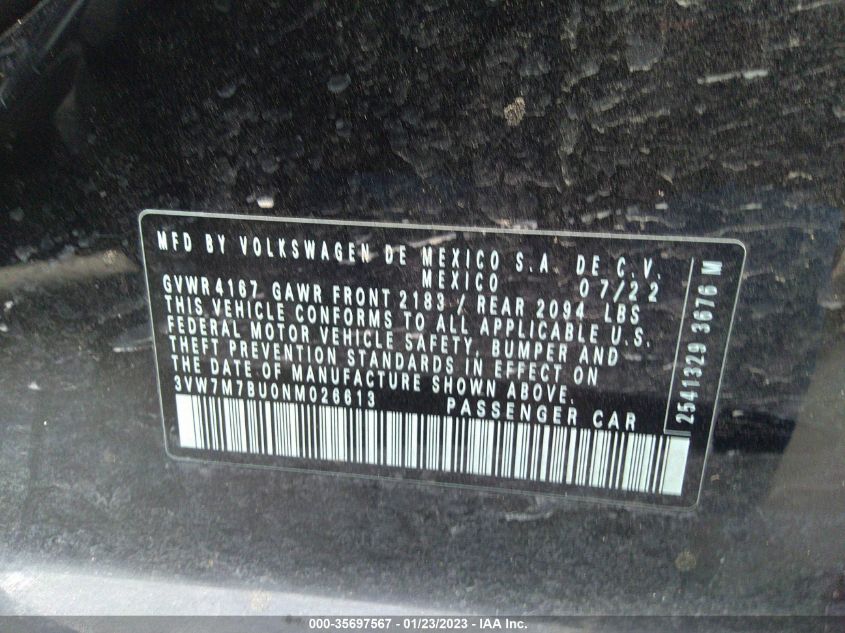 MFD BY VOLKSWAGEN DE MEXICO S.A. DE C.V.
MEXICO 07/22
GVWR 4167 GAWR FRONT 2183 / REAR 2094 LBS
THIS VEHICLE CONFORMS TO ALL APPLICABLE U.S.
FEDERAL MOTOR VEHICLE SAFETY, BUMPER AND
THEFT PREVENTION STANDARDS IN EFFECT ON
THE DATE OF MANUFACTURE SHOWN ABOVE.
3VW7M7BU0NM026613 PASSENGER CAR
2541329 3676 M
000-35697567 - 01/23/2023 - IAA Inc.